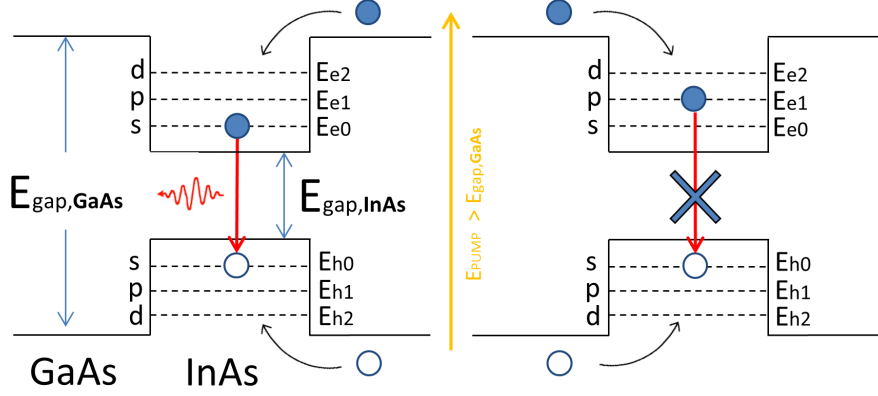 d Ee2
p Ee1
s Ee0
Egap,GaAs
Egap,InAs
s Eh0
p Eh1
d Eh2
GaAs InAs
EPUMP > Egap,GaAs
d Ee2
p Ee1
s Ee0
s Eh0
p Eh1
d Eh2